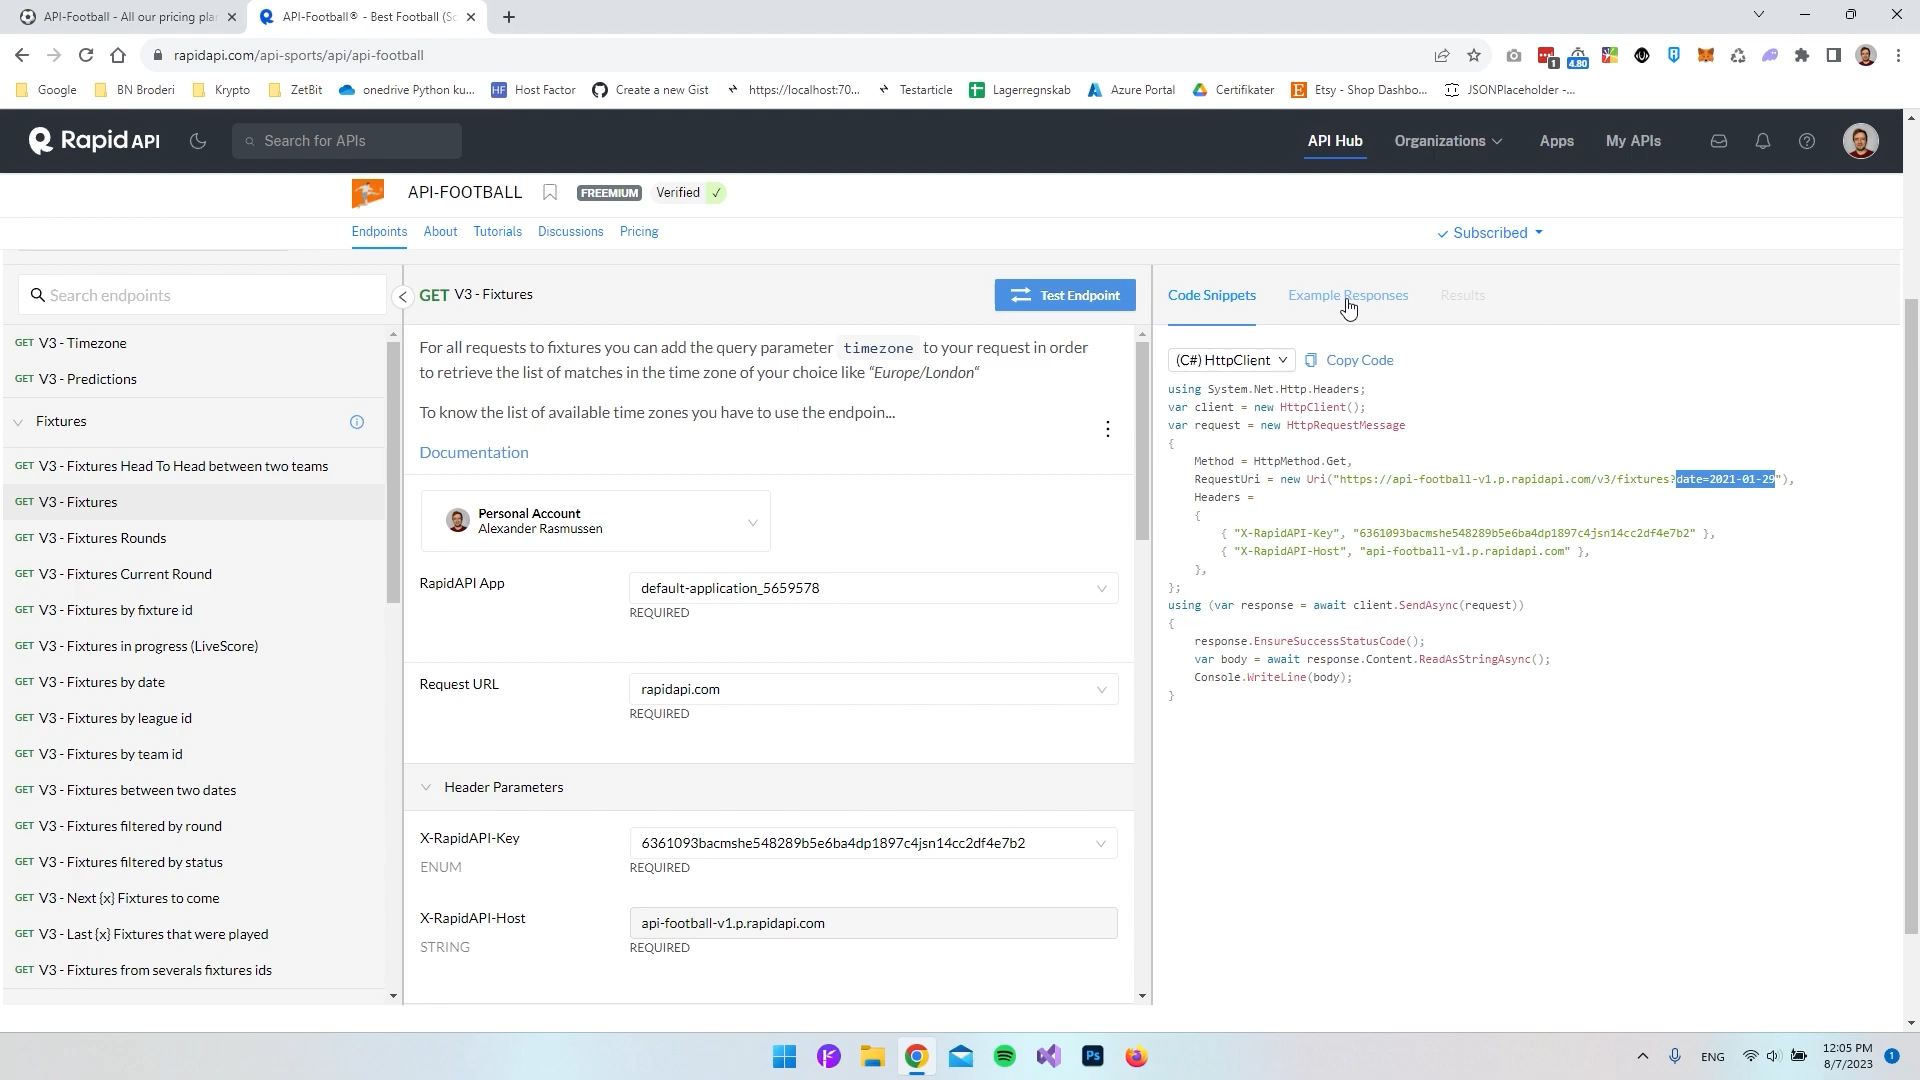 API-Football - All our pricing pla
API-Football® - Best Football (Sc
rapidapi.com/api-sports/api/api-football
1
4.80
Google
BN Broderi
Krypto
ZetBit
onedrive Python ku...
HF Host Factor
Create a new Gist
https://localhost:70...
Testarticle
Lagerregnskab
Azure Portal
Certifikater
Etsy - Shop Dashbo...
JSONPlaceholder -...
Rapid API
Search for APIs
API Hub
Organizations
Apps
My APIs
API-FOOTBALL
FREEMIUM
Verified ✓
Endpoints
About
Tutorials
Discussions
Pricing
Subscribed
Search endpoints
GET V3 - Timezone
GET V3 - Predictions
Fixtures
GET V3 - Fixtures Head To Head between two teams
GET V3 - Fixtures
GET V3 - Fixtures Rounds
GET V3 - Fixtures Current Round
GET V3 - Fixtures by fixture id
GET V3 - Fixtures in progress (LiveScore)
GET V3 - Fixtures by date
GET V3 - Fixtures by league id
GET V3 - Fixtures by team id
GET V3 - Fixtures between two dates
GET V3 - Fixtures filtered by round
GET V3 - Fixtures filtered by status
GET V3 - Next {x} Fixtures to come
GET V3 - Last {x} Fixtures that were played
GET V3 - Fixtures from severals fixtures ids
GET V3 - Fixtures
Test Endpoint
For all requests to fixtures you can add the query parameter timezone to your request in order
to retrieve the list of matches in the time zone of your choice like “Europe/London“
To know the list of available time zones you have to use the endpoin...
Documentation
Personal Account
Alexander Rasmussen
RapidAPI App
default-application_5659578
REQUIRED
Request URL
rapidapi.com
REQUIRED
Header Parameters
X-RapidAPI-Key
6361093bacmshe548289b5e6ba4dp1897c4jsn14cc2df4e7b2
ENUM
REQUIRED
X-RapidAPI-Host
api-football-v1.p.rapidapi.com
STRING
REQUIRED
Code Snippets
Example Responses
Results
(C#) HttpClient
Copy Code
using System.Net.Http.Headers;
var client = new HttpClient();
var request = new HttpRequestMessage
{
Method = HttpMethod.Get,
RequestUri = new Uri("https://api-football-v1.p.rapidapi.com/v3/fixtures?date=2021-01-29"),
Headers =
{
{ "X-RapidAPI-Key", "6361093bacmshe548289b5e6ba4dp1897c4jsn14cc2df4e7b2" },
{ "X-RapidAPI-Host", "api-football-v1.p.rapidapi.com" },
},
};
using (var response = await client.SendAsync(request))
{
response.EnsureSuccessStatusCode();
var body = await response.Content.ReadAsStringAsync();
Console.WriteLine(body);
}
Ps
ENG
12:05 PM
8/7/2023
1